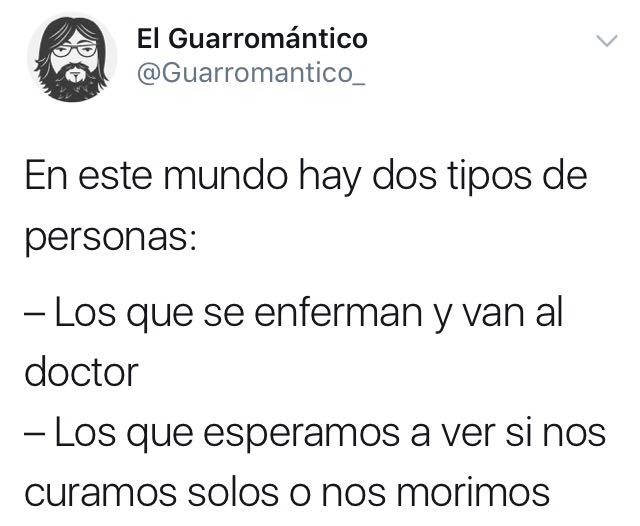 El Guarromántico
@Guarromantico_
En este mundo hay dos tipos de
personas:
– Los que se enferman y van al
doctor
– Los que esperamos a ver si nos
curamos solos o nos morimos